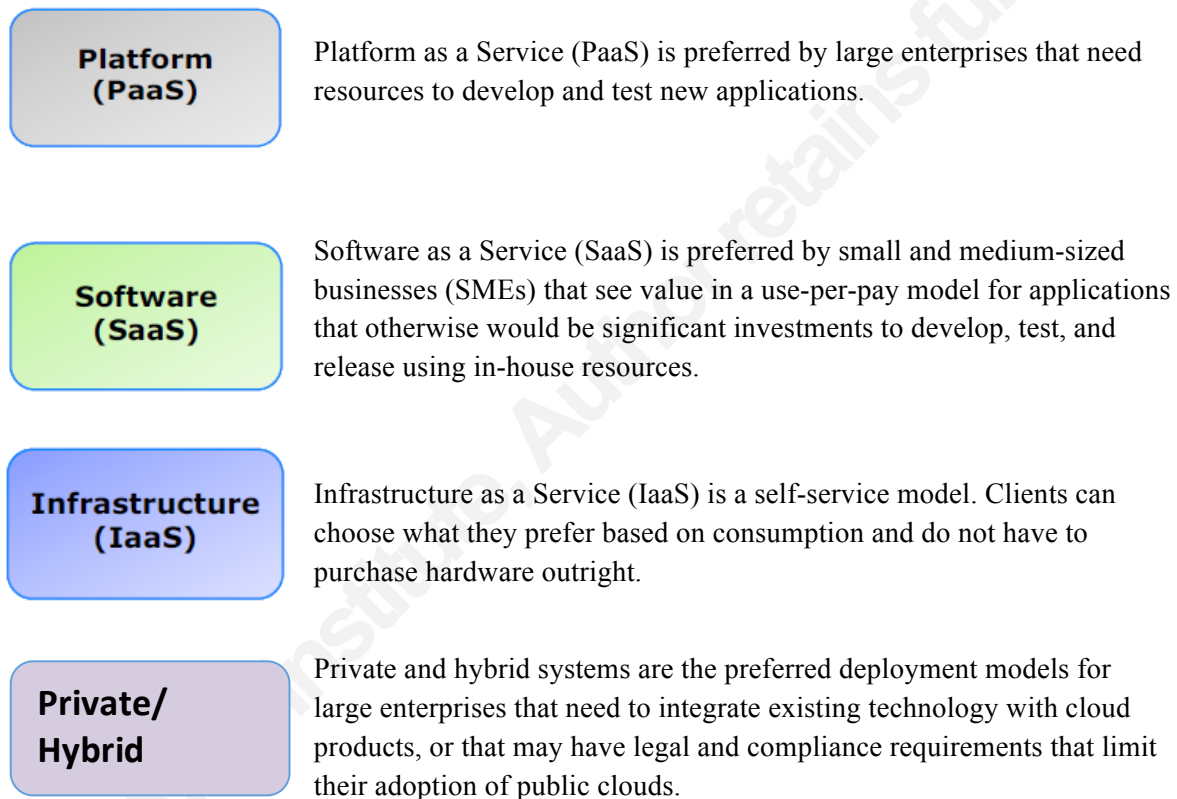 Platform
(PaaS)
Platform as a Service (PaaS) is preferred by large enterprises that need
resources to develop and test new applications.
Software
(SaaS)
Software as a Service (SaaS) is preferred by small and medium-sized
businesses (SMEs) that see value in a use-per-pay model for applications
that otherwise would be significant investments to develop, test, and
release using in-house resources.
Infrastructure
(IaaS)
Infrastructure as a Service (IaaS) is a self-service model. Clients can
choose what they prefer based on consumption and do not have to
purchase hardware outright.
Private/
Hybrid
Private and hybrid systems are the preferred deployment models for
large enterprises that need to integrate existing technology with cloud
products, or that may have legal and compliance requirements that limit
their adoption of public clouds.
Institute, Author retains